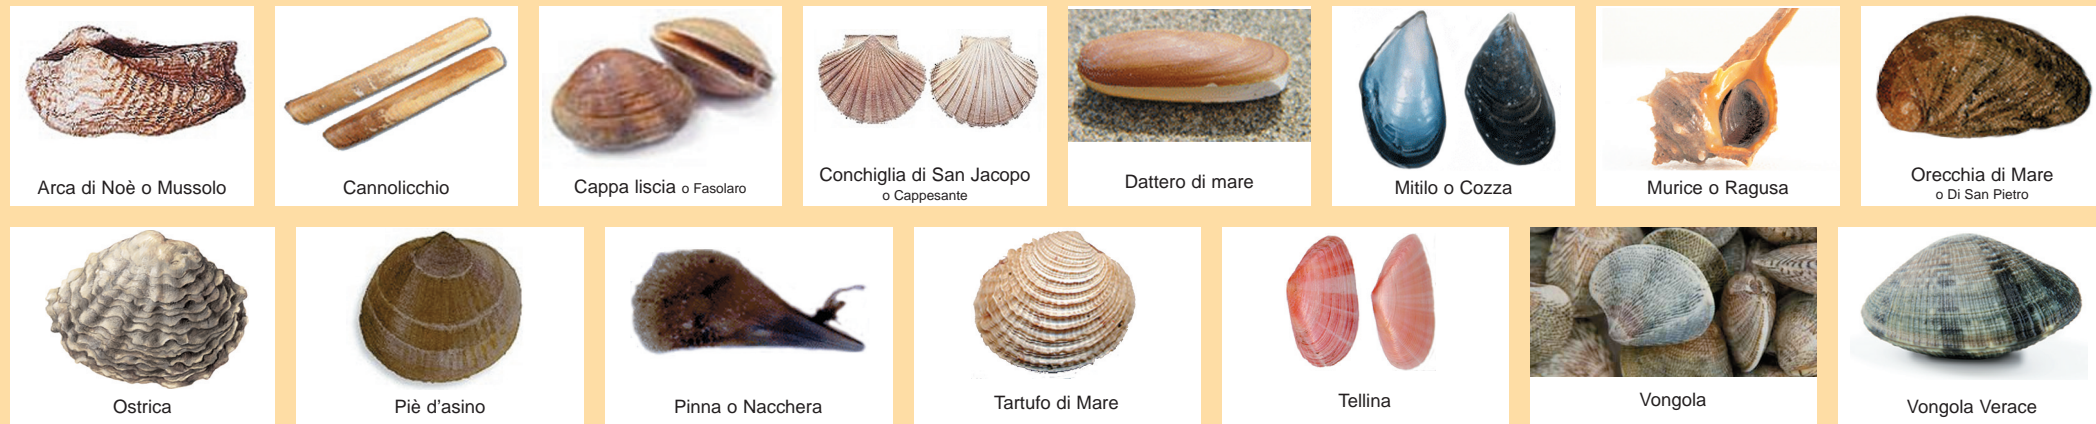 Arca di Noè o Mussolo
Cannolicchio
Cappa liscia o Fasolaro
Conchiglia di San Jacopo
o Cappesante
Dattero di mare
Mitilo o Cozza
Murice o Ragusa
Orecchia di Mare
o Di San Pietro
Ostrica
Piè d'asino
Pinna o Nacchera
Tartufo di Mare
Tellina
Vongola
Vongola Verace